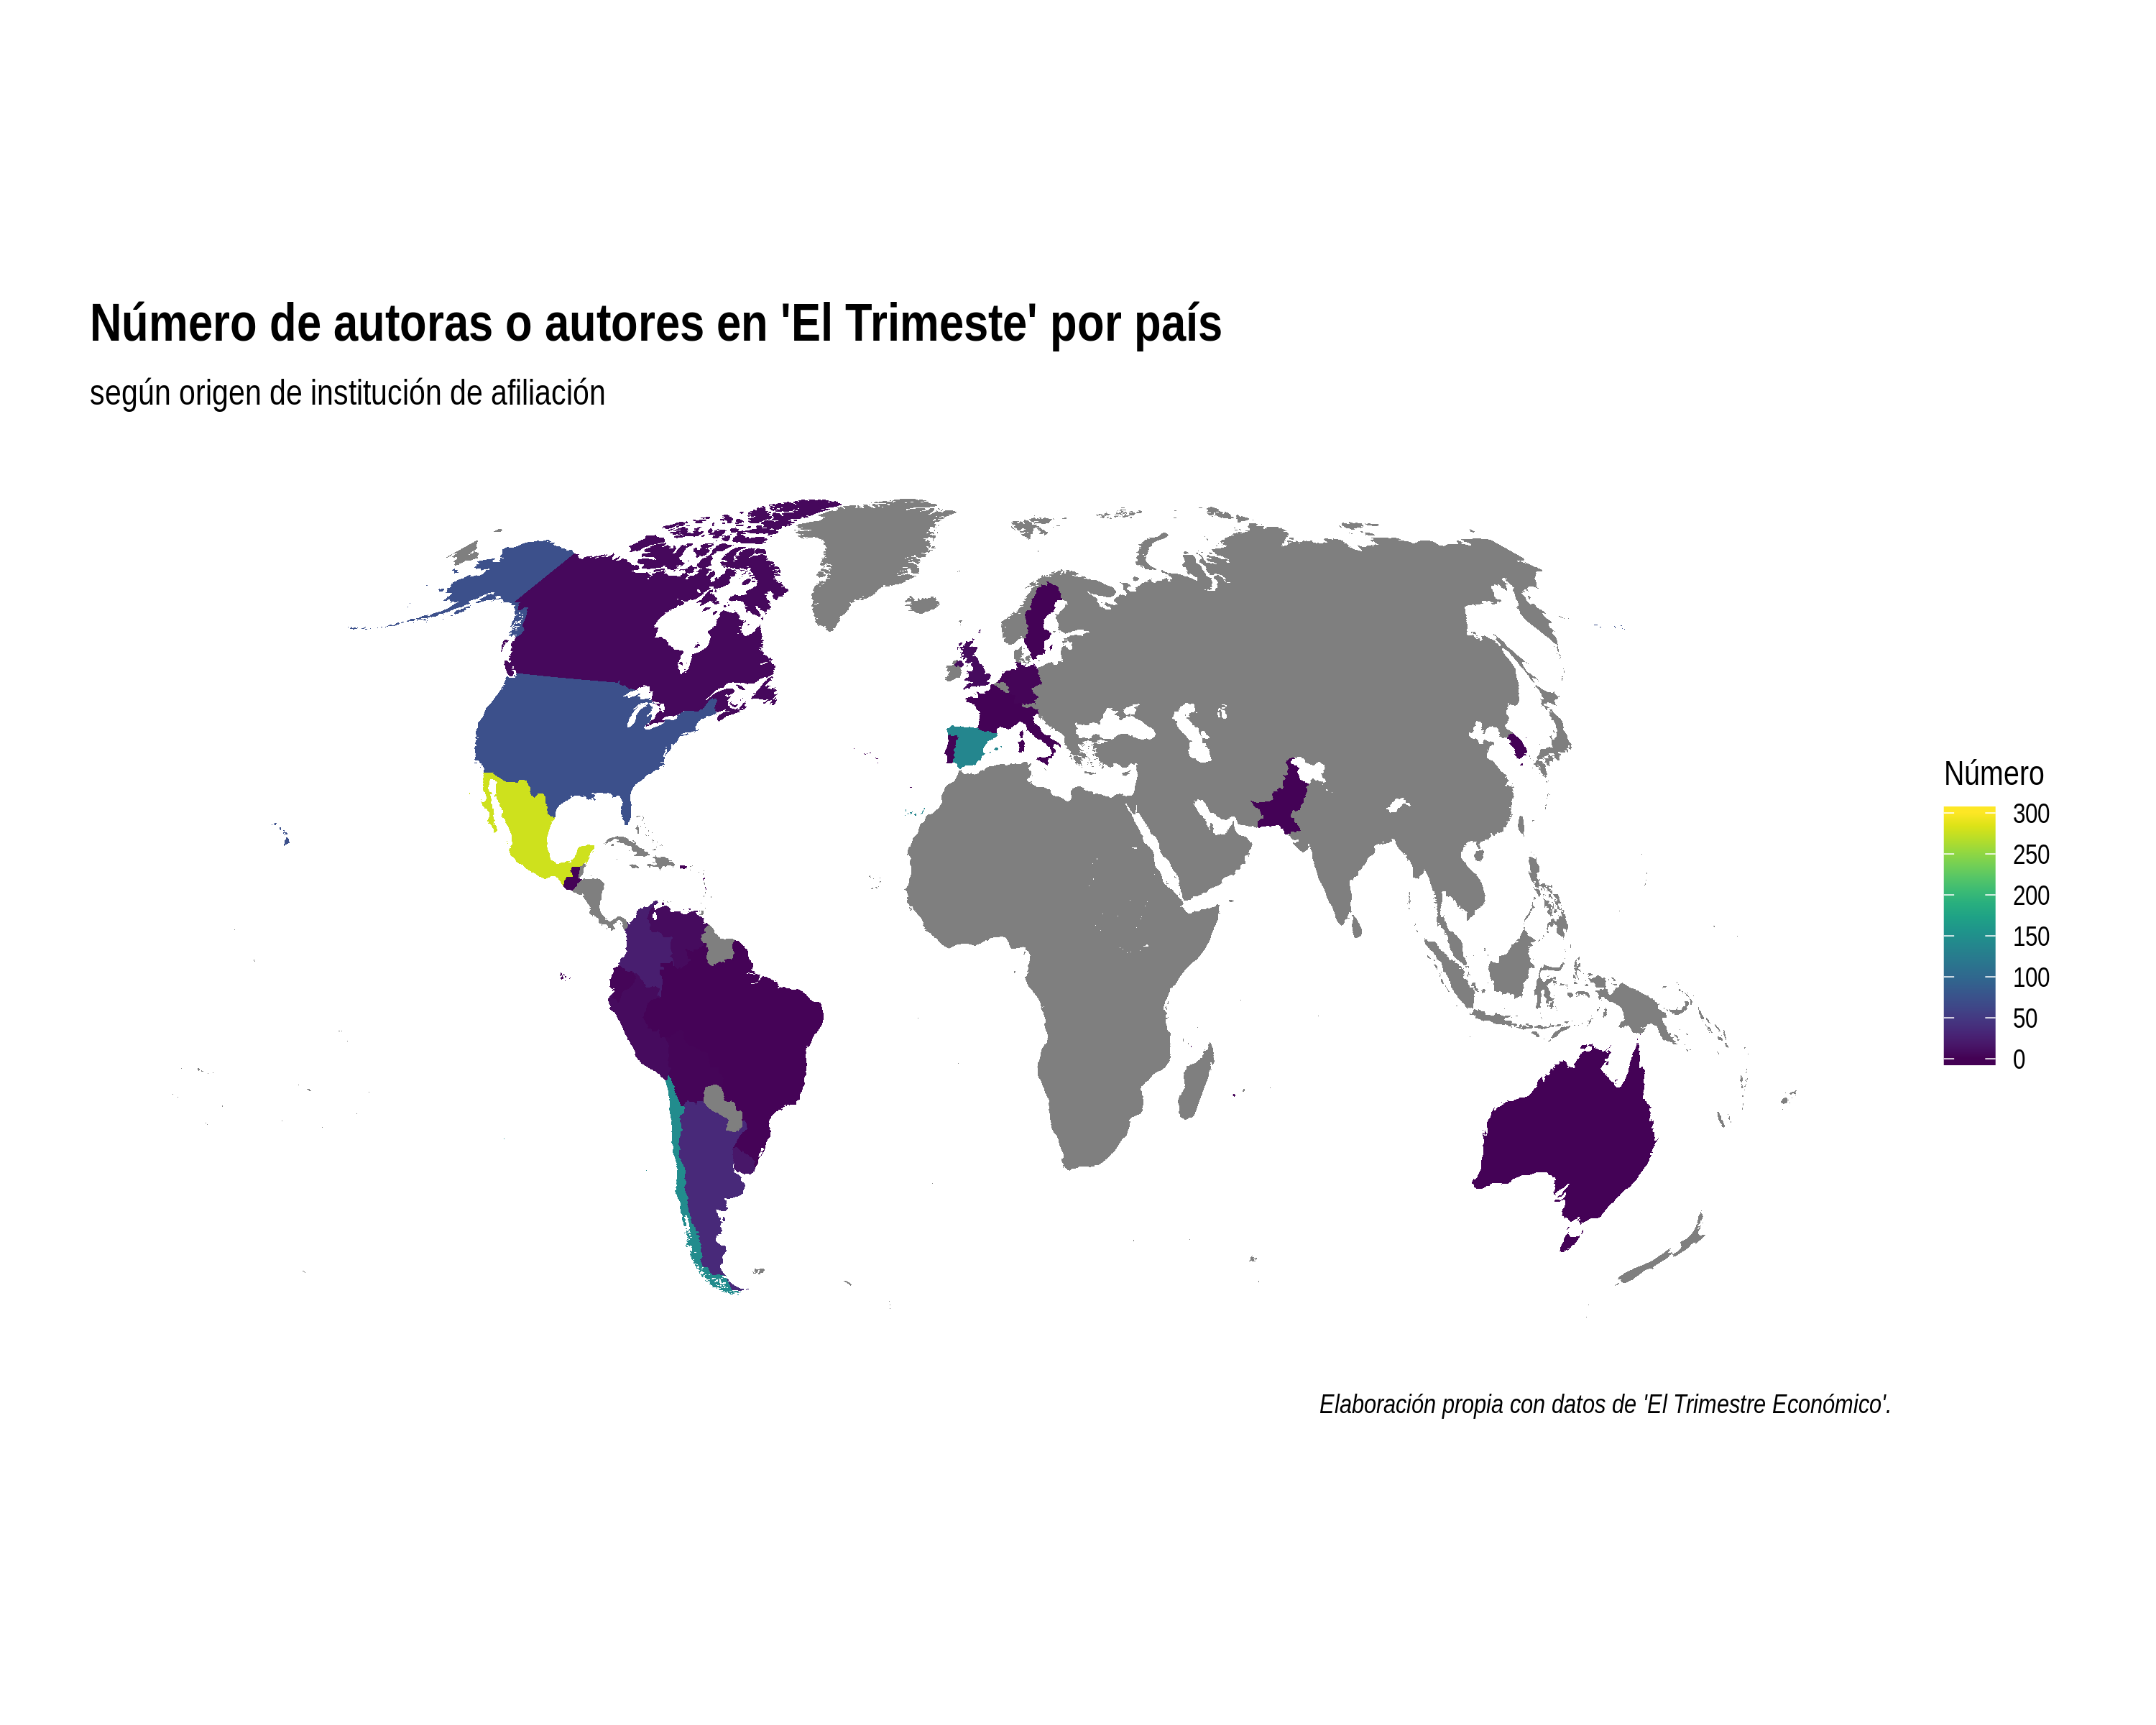 Número de autoras o autores en 'El Trimeste' por país
según origen de institución de afiliación
Número
300
250
200
150
100
50
0
Elaboración propia con datos de 'El Trimestre Económico'.